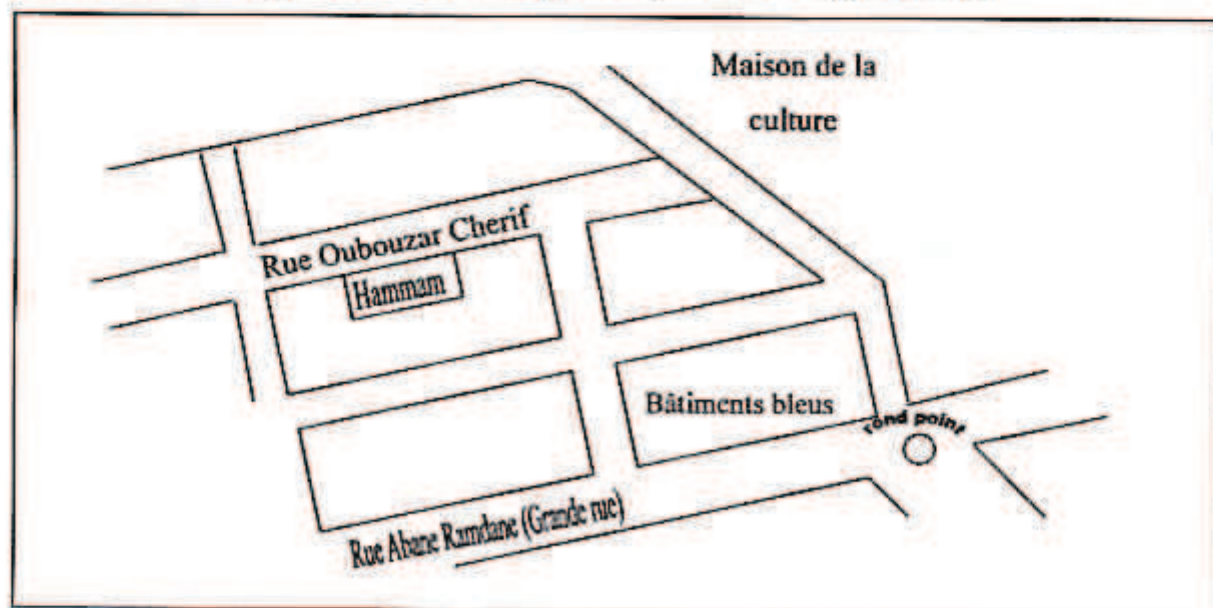 Maison de la
culture
Rue Oubouzar Cherif
Hammam
Bâtiments bleus
rond point
Rue Abane Ramdane (Grande rue)